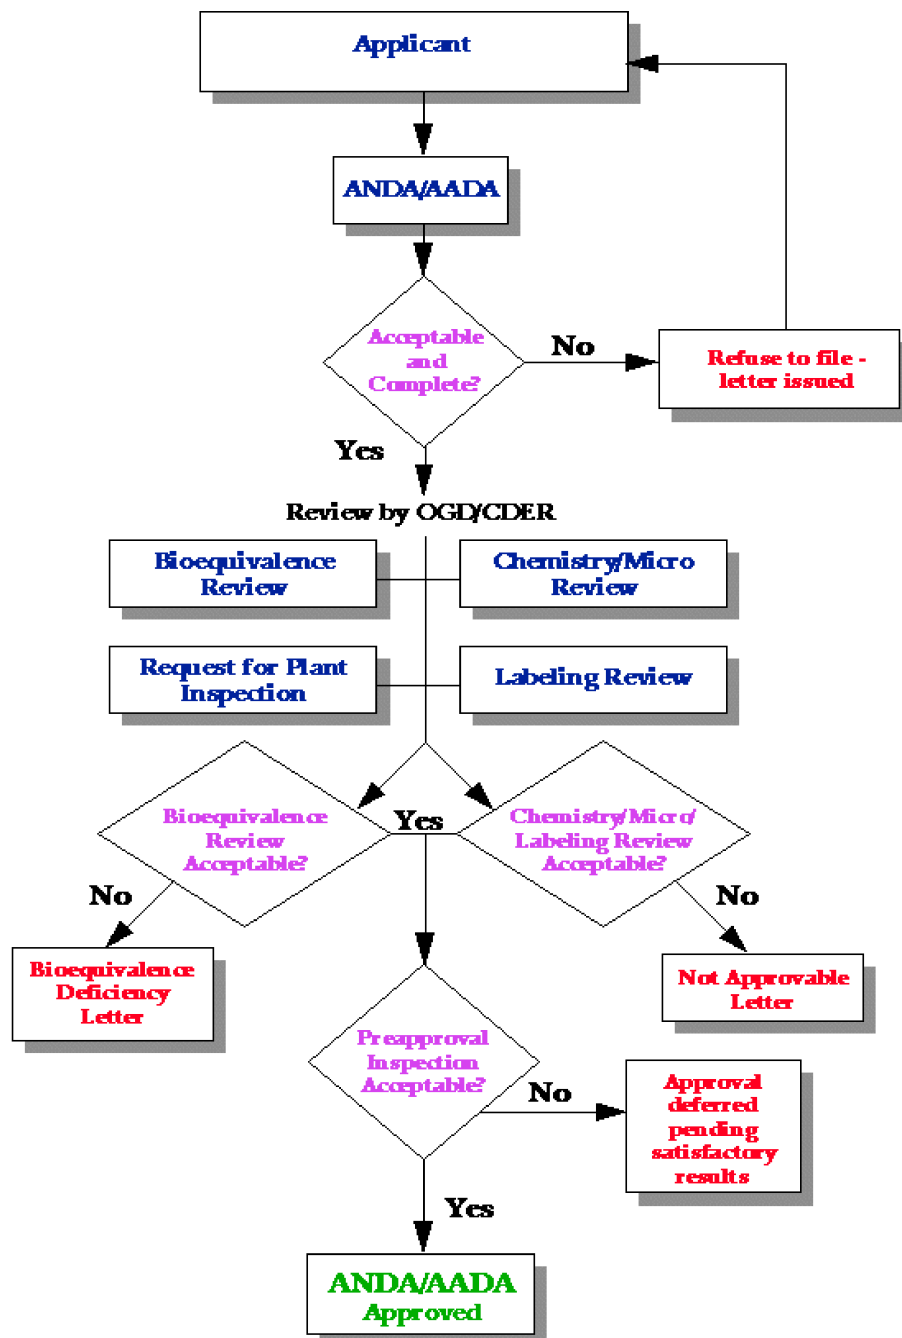 Applicant
ANDA/AADA
Acceptable
and
Complete?
No
Refuse to file -
letter issued
Yes
Review by OGD/CDER
Bioequivalence
Review
Chemistry/Micro
Review
Request for Plant
Inspection
Labeling Review
Bioequivalence
Review
Acceptable?
Yes
Chemistry/Micro/
Labeling Review
Acceptable?
No
No
Bioequivalence
Deficiency
Letter
Not Approvable
Letter
Preapproval
Inspection
Acceptable?
No
Approval
deferred
pending
satisfactory
results
Yes
ANDA/AADA
Approved